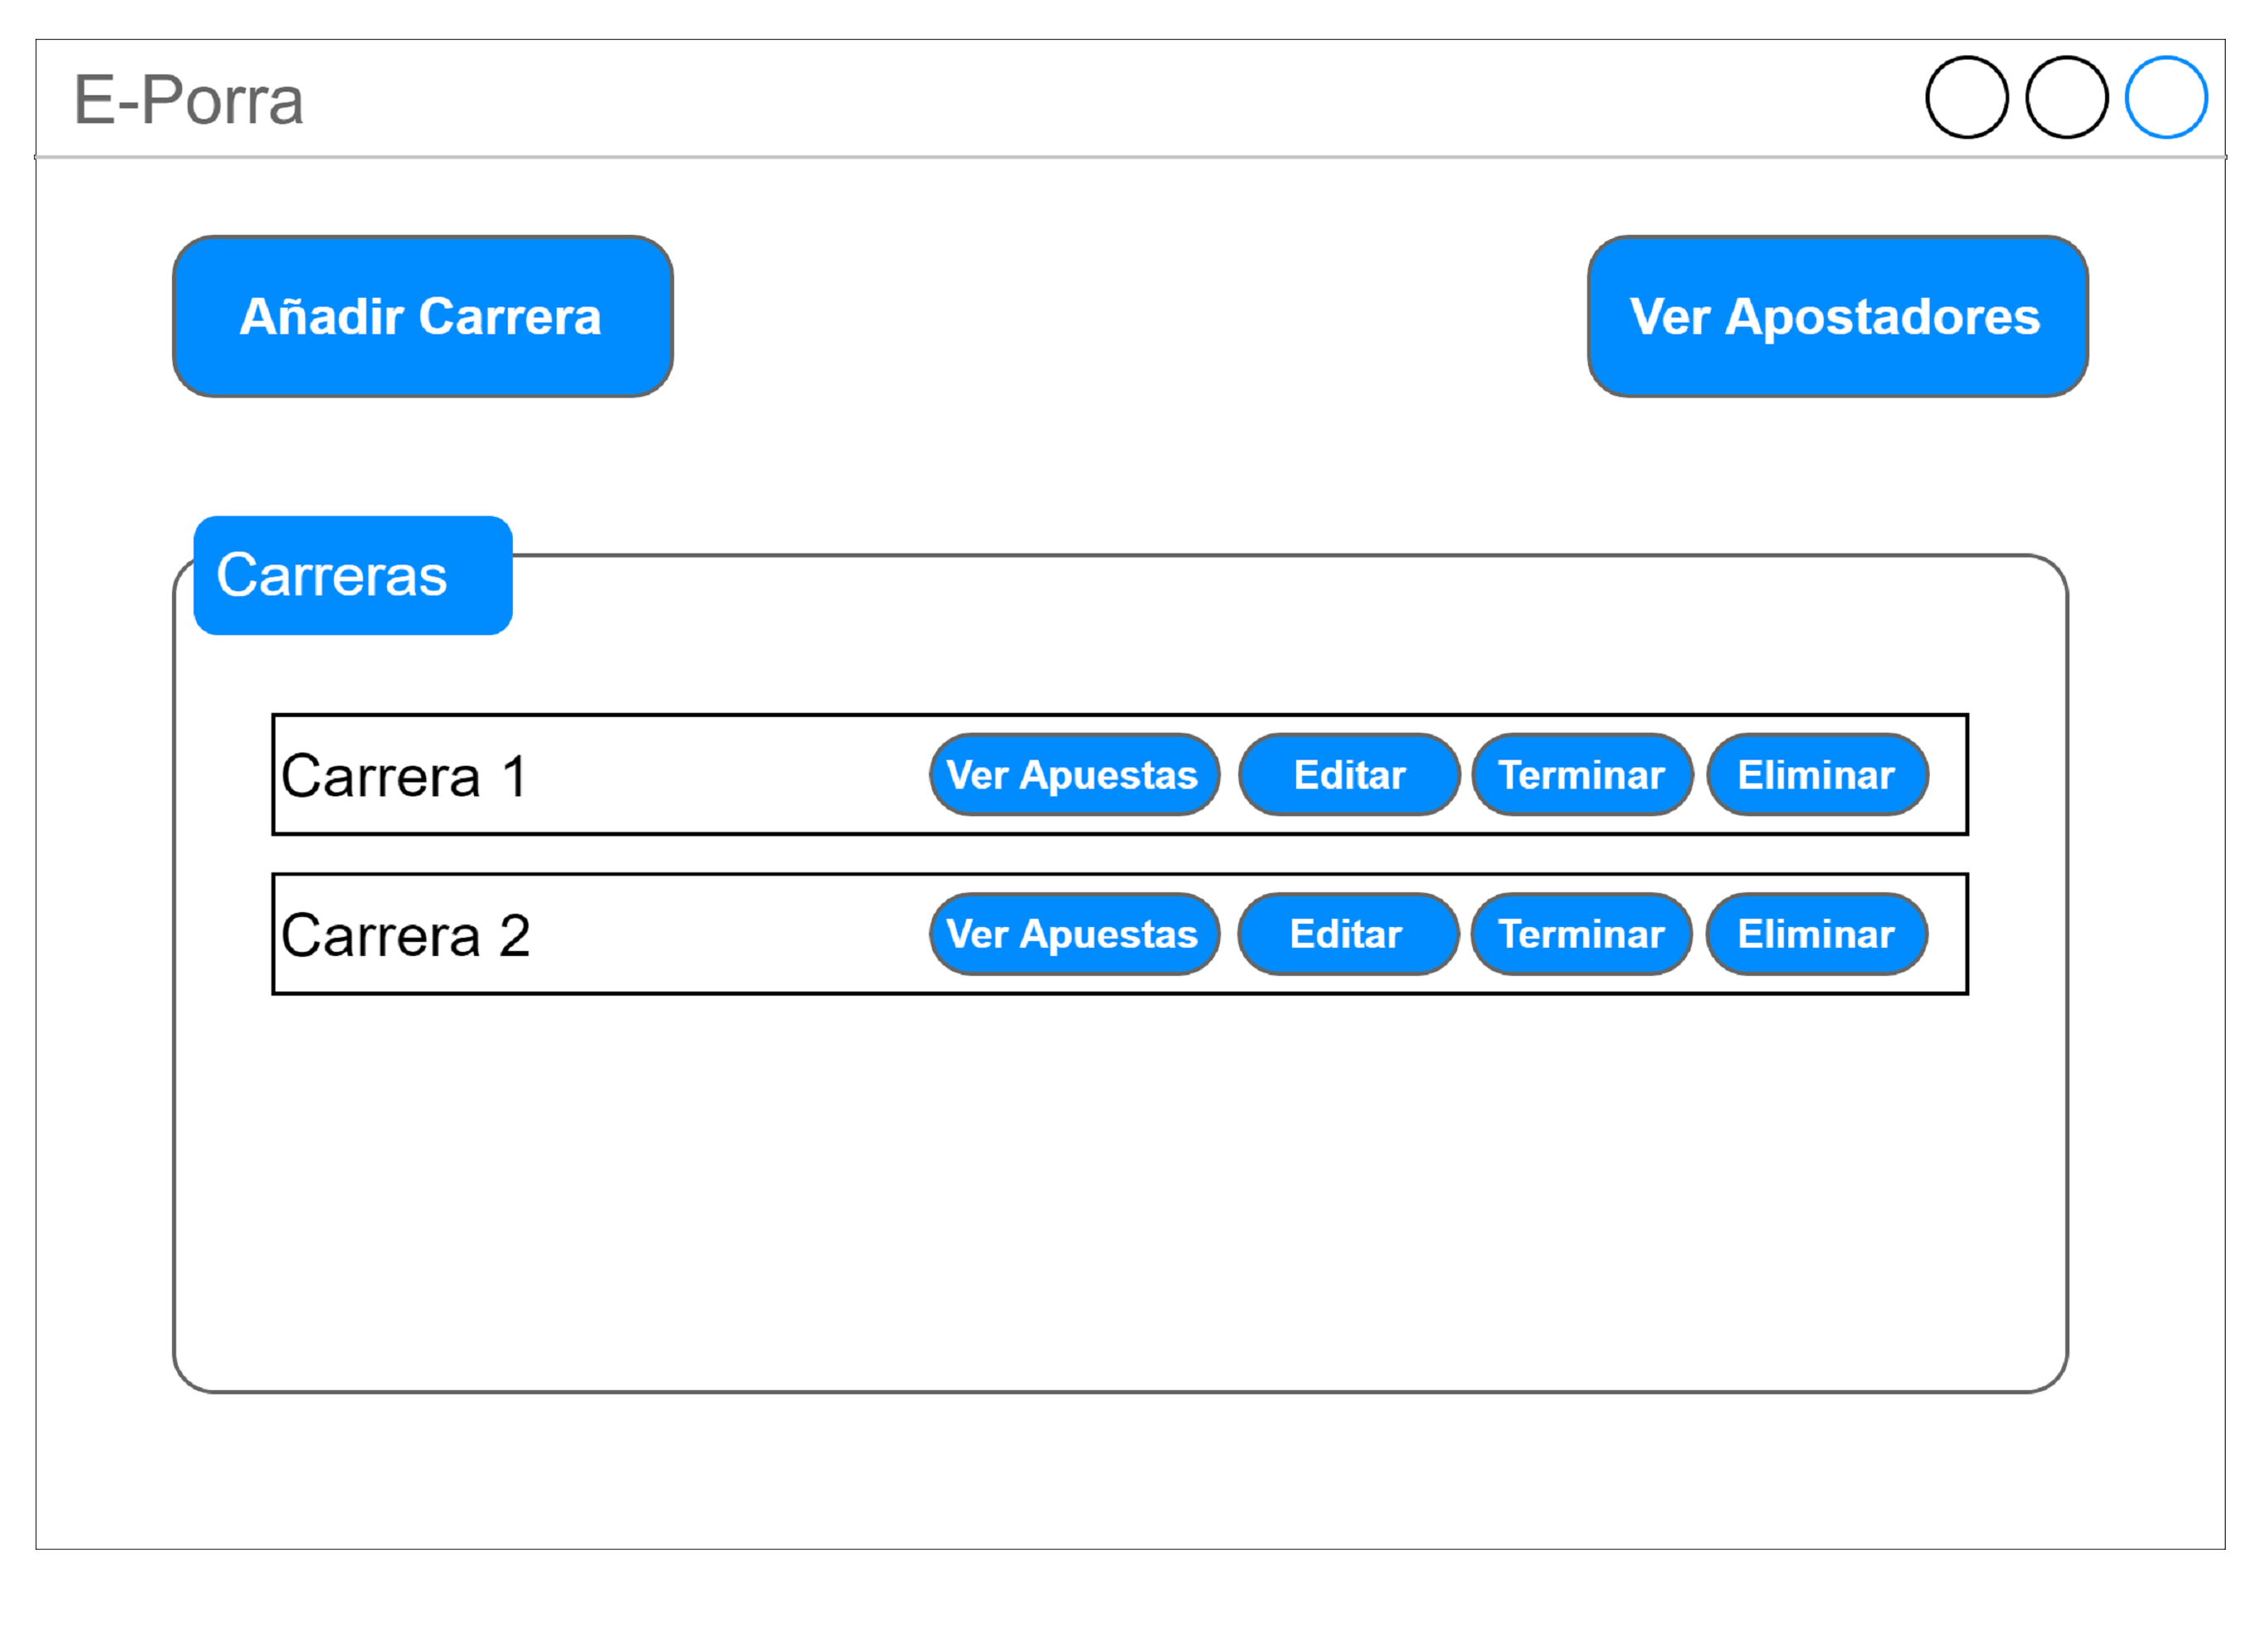 E-Porra
Añadir Carrera
Ver Apostadores
Carreras
Carrera 1 Ver Apuestas Editar Terminar Eliminar
Carrera 2 Ver Apuestas Editar Terminar Eliminar